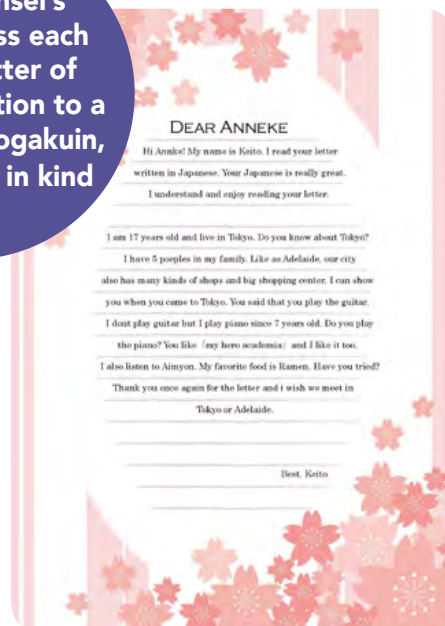 nsei's
ss each
tter of
tion to a
ogakuin,
in kind
DEAR ANNEKE
Hi Annke! My name is Keito. I read your letter
written in Japanese. Your Japanese is really great.
I understand and enjoy reading your letter.
I am 17 years old and live in Tokyo. Do you know about Tokyo?
I have 5 poeples in my family. Like as Adelaide, our city
also has many kinds of shops and big shopping center. I can show
you when you came to Tokyo. You said that you play the guitar.
I dont play guitar but I play piano since 7 years old. Do you play
the piano? You like「my hero academia」and I like it too.
I also listen to Aimyon. My favorite food is Ramen. Have you tried?
Thank you once again for the letter and i wish we meet in
Tokyo or Adelaide.
Best, Keito